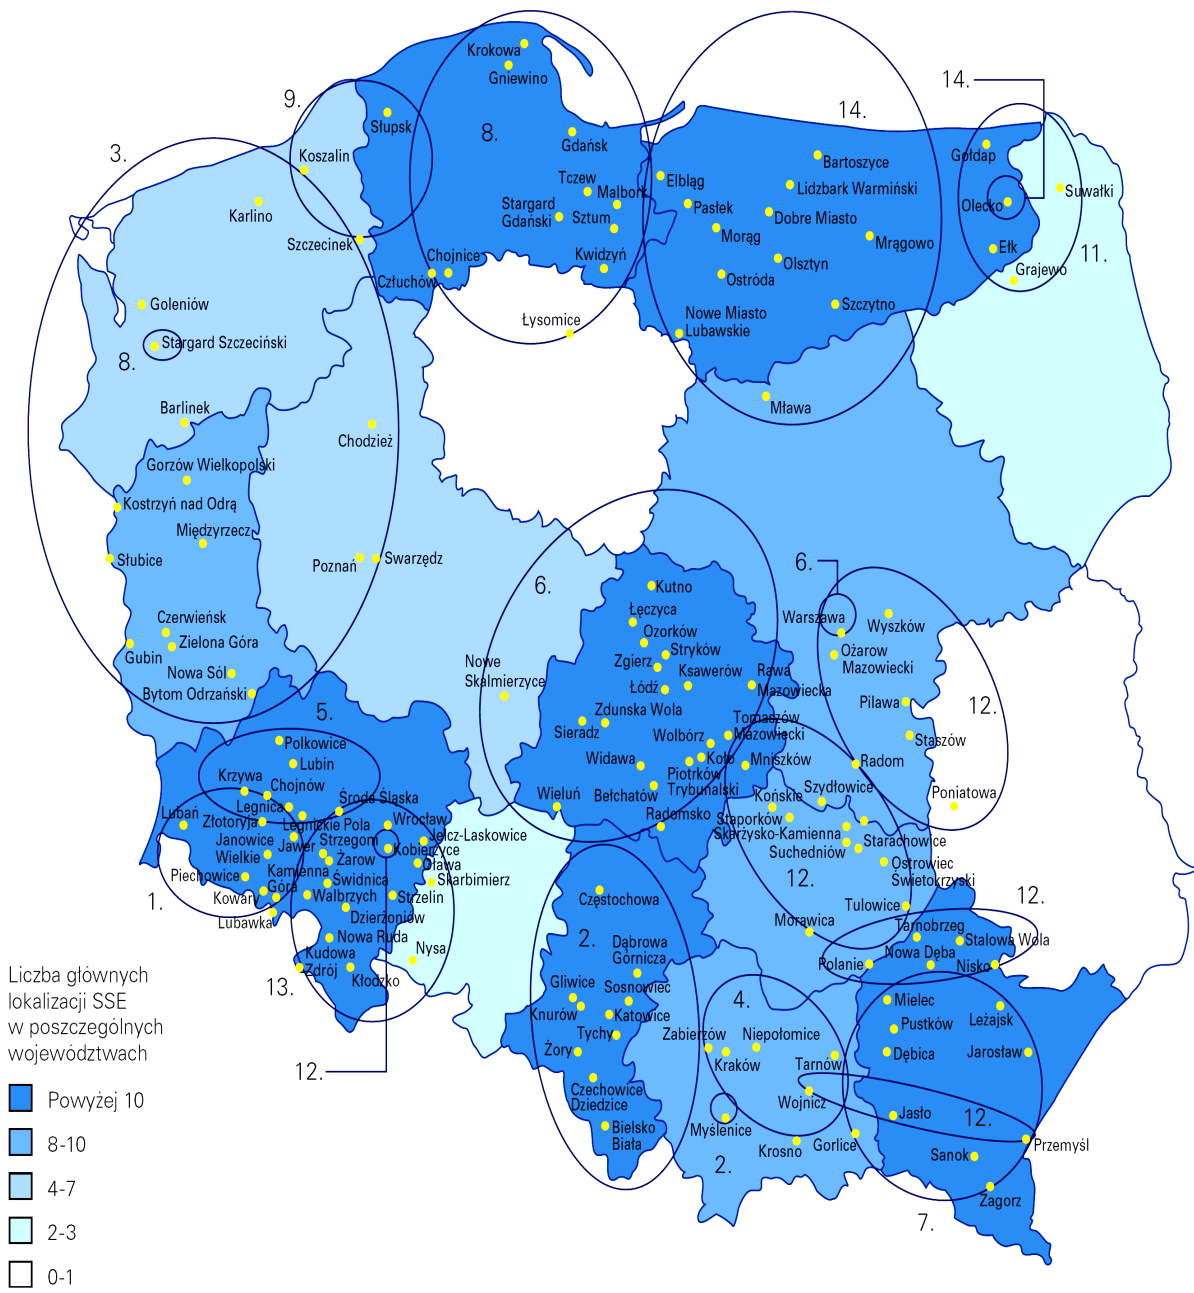 Krokowa
Gniewino
14.
9.
8.
14.
Słupsk
Gdańsk
3.
Koszalin
Bartoszyce
Gołdap
Tczew
Malbork
Elbląg
Lidzbark Warmiński
Suwałki
Karlino
Stargard
Gdański
Sztum
Pasłęk
Dobre Miasto
Olecko
Szczecinek
Morąg
Mrągowo
Chojnice
Kwidzyń
Olsztyn
Ełk
11.
Człuchów
Ostróda
Grajewo
Goleniów
Szczytno
Łysomice
Nowe Miasto
Lubawskie
Stargard Szczeciński
8.
Barlinek
Mława
Chodzież
Gorzów Wielkopolski
Kostrzyń nad Odrą
Międzyrzecz
Słubice
Poznań
Swarzędz
6.
6.
Kutno
Łęczyca
Warszawa
Wyszków
Czerwieńsk
Ozorków
Gubin
Zielona Góra
Stryków
Zgierz
Ożarow
Mazowiecki
Nowe
Skalmierzyce
Nowa Sól
Ksawerów
Rawa
Mazowiecka
Bytom Odrzański
Łódź
Pilawa
12.
5.
Zdunska Wola
Tomaszów
Mazowiecki
Sieradz
Wolbórz
Staszów
Polkowice
Widawa
Koło
Mniszków
Radom
Lubin
Piotrków
Trybunalski
Krzywa
Chojnów
Bełchatów
Szydłowice
Poniatowa
Wieluń
Końskie
Legnica
Środa Śląska
Lubań
Złotoryja
Legnickie Pola
Wrocław
Radomsko
Staporków
Skarżysko-Kamienna
Starachowice
Janowice
Wielkie
Jawer
Strzegom
Jelcz-Laskowice
Kobierzyce
Suchedniów
Żarow
Oława
Ostrowiec
Świetokrzyski
Piechowice
Kamienna
Góra
Świdnica
Skarbimierz
12.
1.
Kowary
Walbrzych
Strzelin
Częstochowa
Tulowice
12.
Lubawka
Dzierżoniów
Morawica
Tarnobrzeg
Nowa Ruda
2.
Dąbrowa
Górnicza
Stalowa Wola
Nysa
Nowa Dęba
Kudowa
Zdrój
Polanie
Nisko
Liczba głównych
lokalizacji SSE
w poszczególnych
województwach
13.
Kłodzko
Gliwice
Sosnowiec
4.
Mielec
Knurów
Katowice
Leżajsk
Pustków
Tychy
Zabierzów
Niepołomice
Żory
Kraków
Tarnów
Dębica
Jarosław
12.
Czechowice
Dziedzice
Wojnicz
Powyżej 10
Jasło
12.
Bielsko
Biała
Myślenice
8-10
Krosno
Gorlice
Przemyśl
2.
Sanok
4-7
Zagorz
7.
2-3
0-1